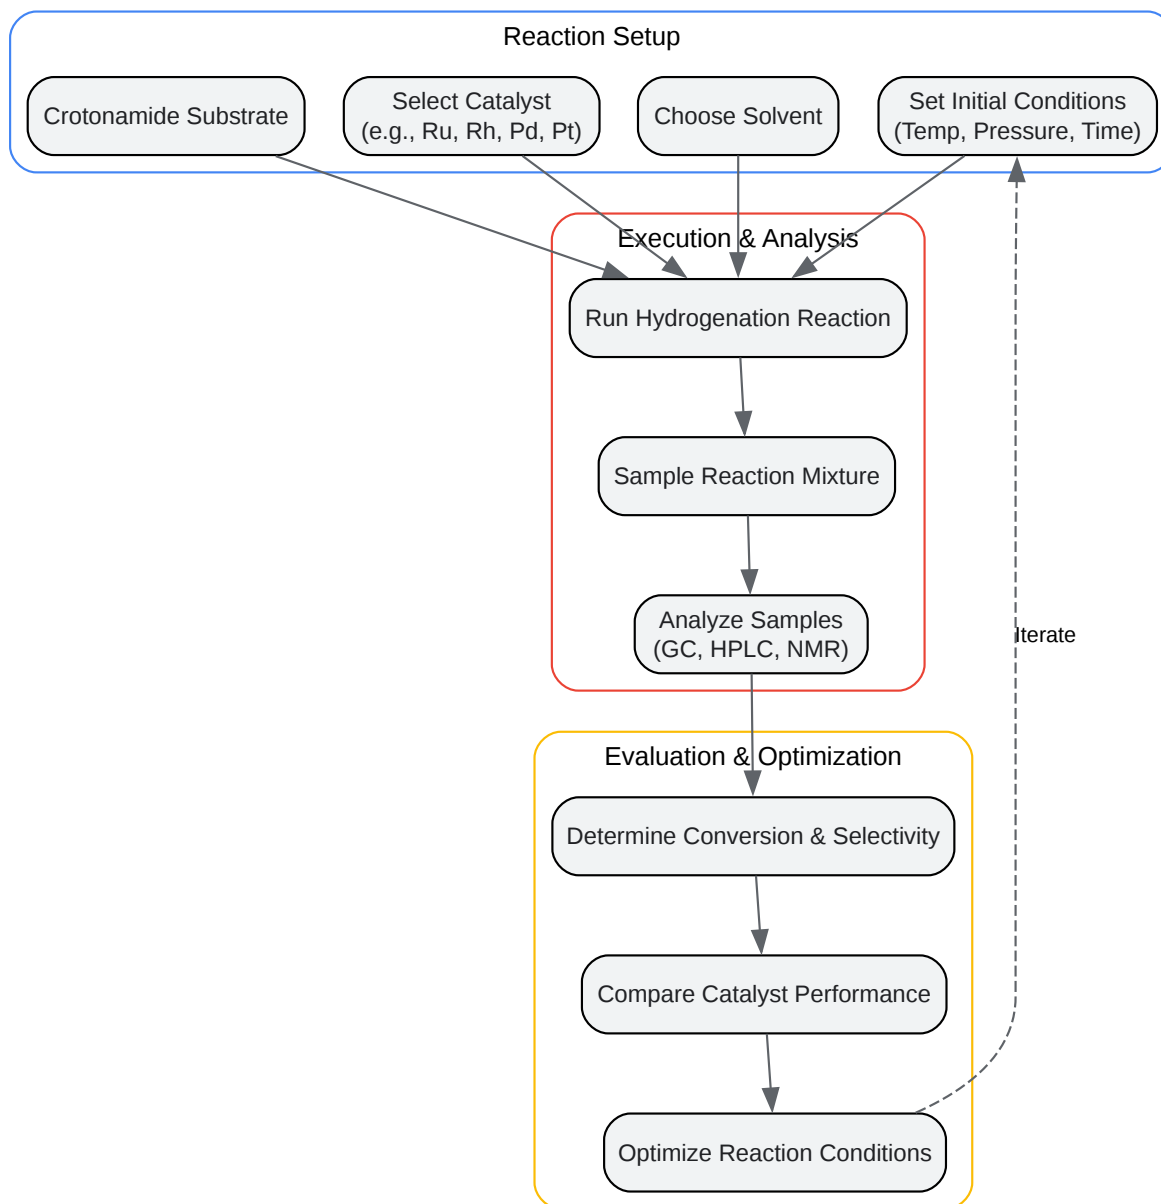 Reaction Setup
Crotonamide Substrate
Select Catalyst
(e.g., Ru, Rh, Pd, Pt)
Choose Solvent
Set Initial Conditions
(Temp, Pressure, Time)
Execution & Analysis
Run Hydrogenation Reaction
Sample Reaction Mixture
Analyze Samples
(GC, HPLC, NMR)
Iterate
Evaluation & Optimization
Determine Conversion & Selectivity
Compare Catalyst Performance
Optimize Reaction Conditions